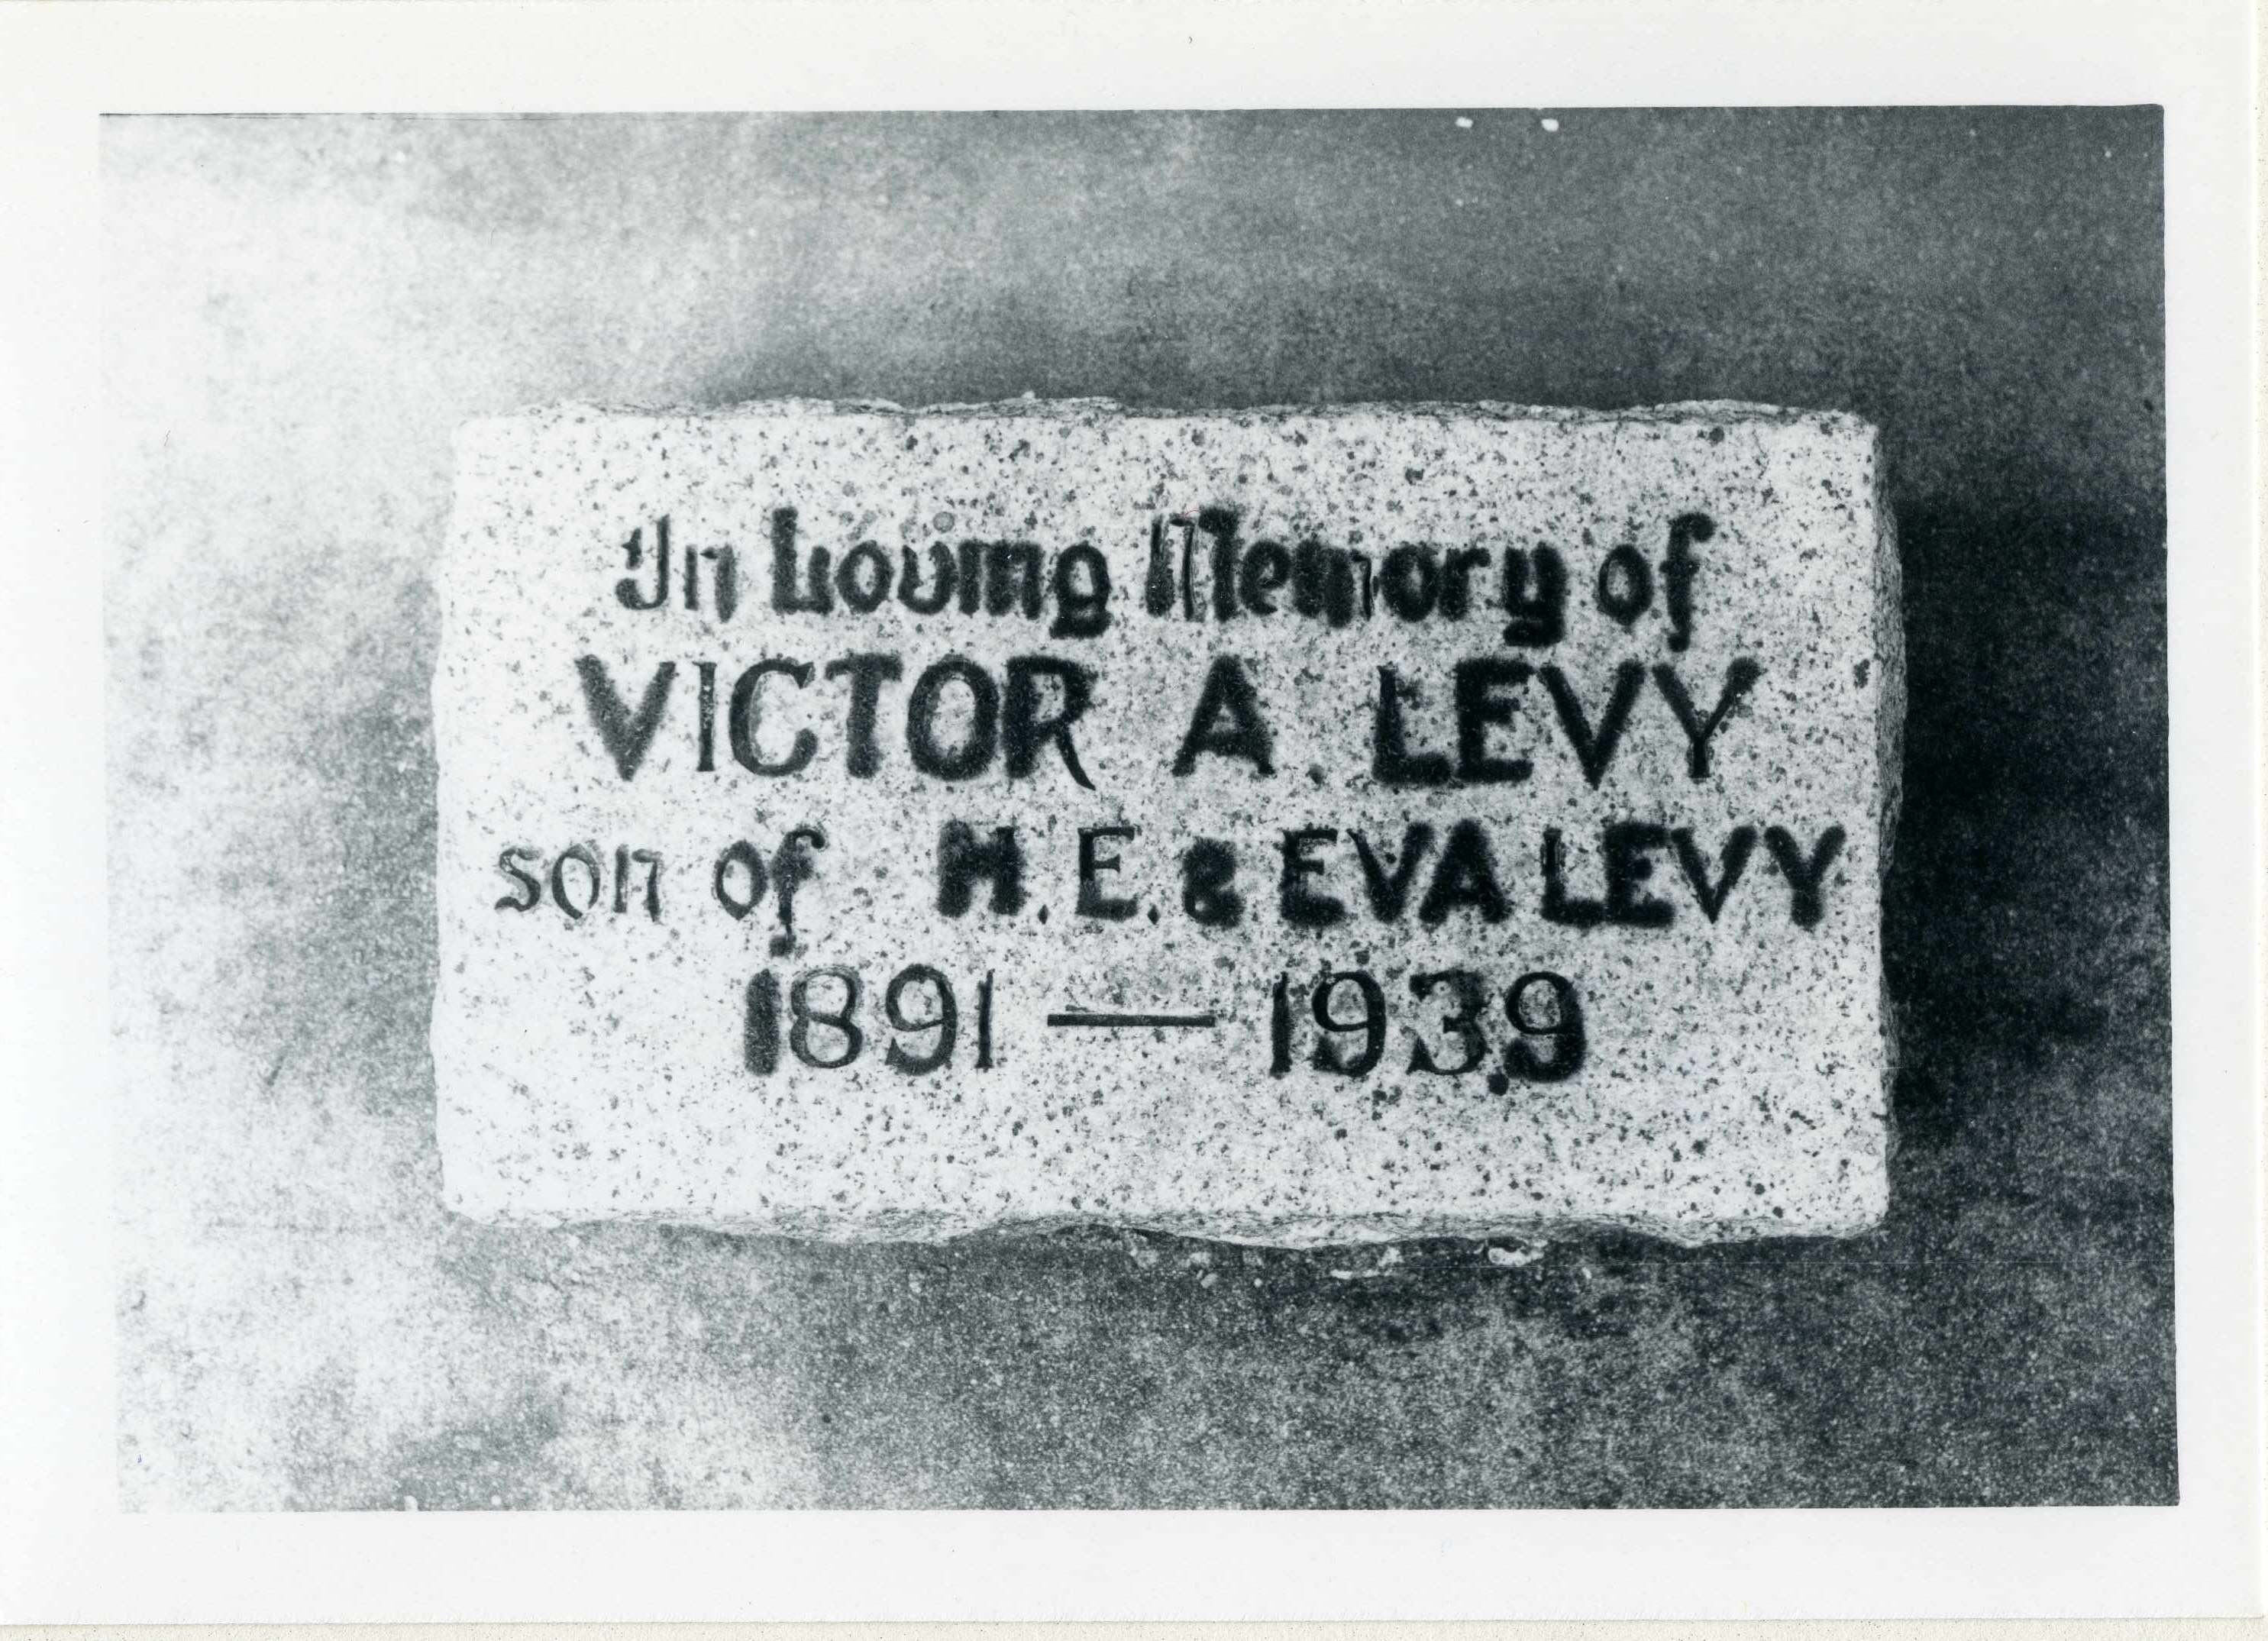 In Loving Memory of
VICTOR A LEVY
son of H.E. & EVA LEVY
1891 — 1939